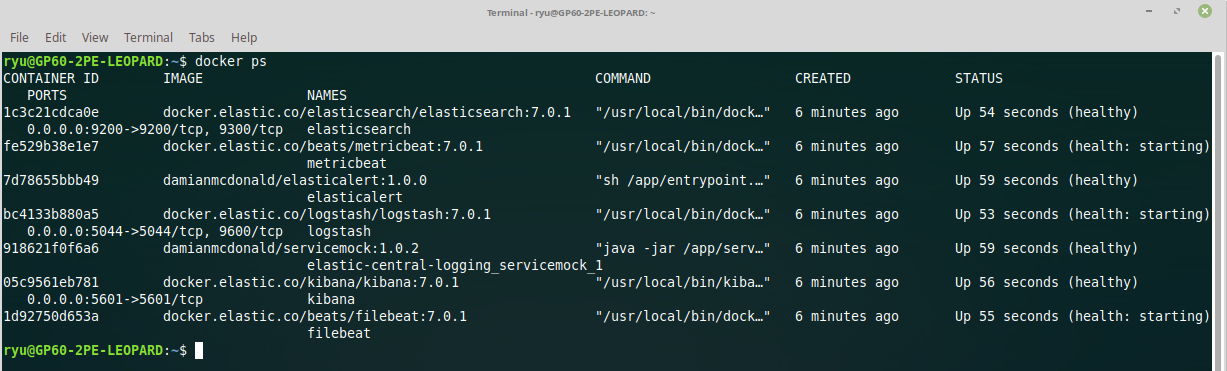 Terminal - ryu@GP60-2PE-LEOPARD: ~
File Edit View Terminal Tabs Help
ryu@GP60-2PE-LEOPARD:~$ docker ps
CONTAINER ID IMAGE COMMAND CREATED STATUS
PORTS NAMES
1c3c21cdca0e docker.elastic.co/elasticsearch/elasticsearch:7.0.1 "/usr/local/bin/dock…" 6 minutes ago Up 54 seconds (healthy)
0.0.0.0:9200->9200/tcp, 9300/tcp elasticsearch
fe529b38e1e7 docker.elastic.co/beats/metricbeat:7.0.1 "/usr/local/bin/dock…" 6 minutes ago Up 57 seconds (health: starting)
metricbeat
7d78655bbb49 damianmcdonald/elasticalert:1.0.0 "sh /app/entrypoint.…" 6 minutes ago Up 59 seconds (healthy)
elasticalert
bc4133b880a5 docker.elastic.co/logstash/logstash:7.0.1 "/usr/local/bin/dock…" 6 minutes ago Up 53 seconds (health: starting)
0.0.0.0:5044->5044/tcp, 9600/tcp logstash
918621f0f6a6 damianmcdonald/servicemock:1.0.2 "java -jar /app/serv…" 6 minutes ago Up 59 seconds (healthy)
elastic-central-logging_servicemock_1
05c9561eb781 docker.elastic.co/kibana/kibana:7.0.1 "/usr/local/bin/kiba…" 6 minutes ago Up 56 seconds (healthy)
0.0.0.0:5601->5601/tcp kibana
1d92750d653a docker.elastic.co/beats/filebeat:7.0.1 "/usr/local/bin/dock…" 6 minutes ago Up 55 seconds (health: starting)
filebeat
ryu@GP60-2PE-LEOPARD:~$